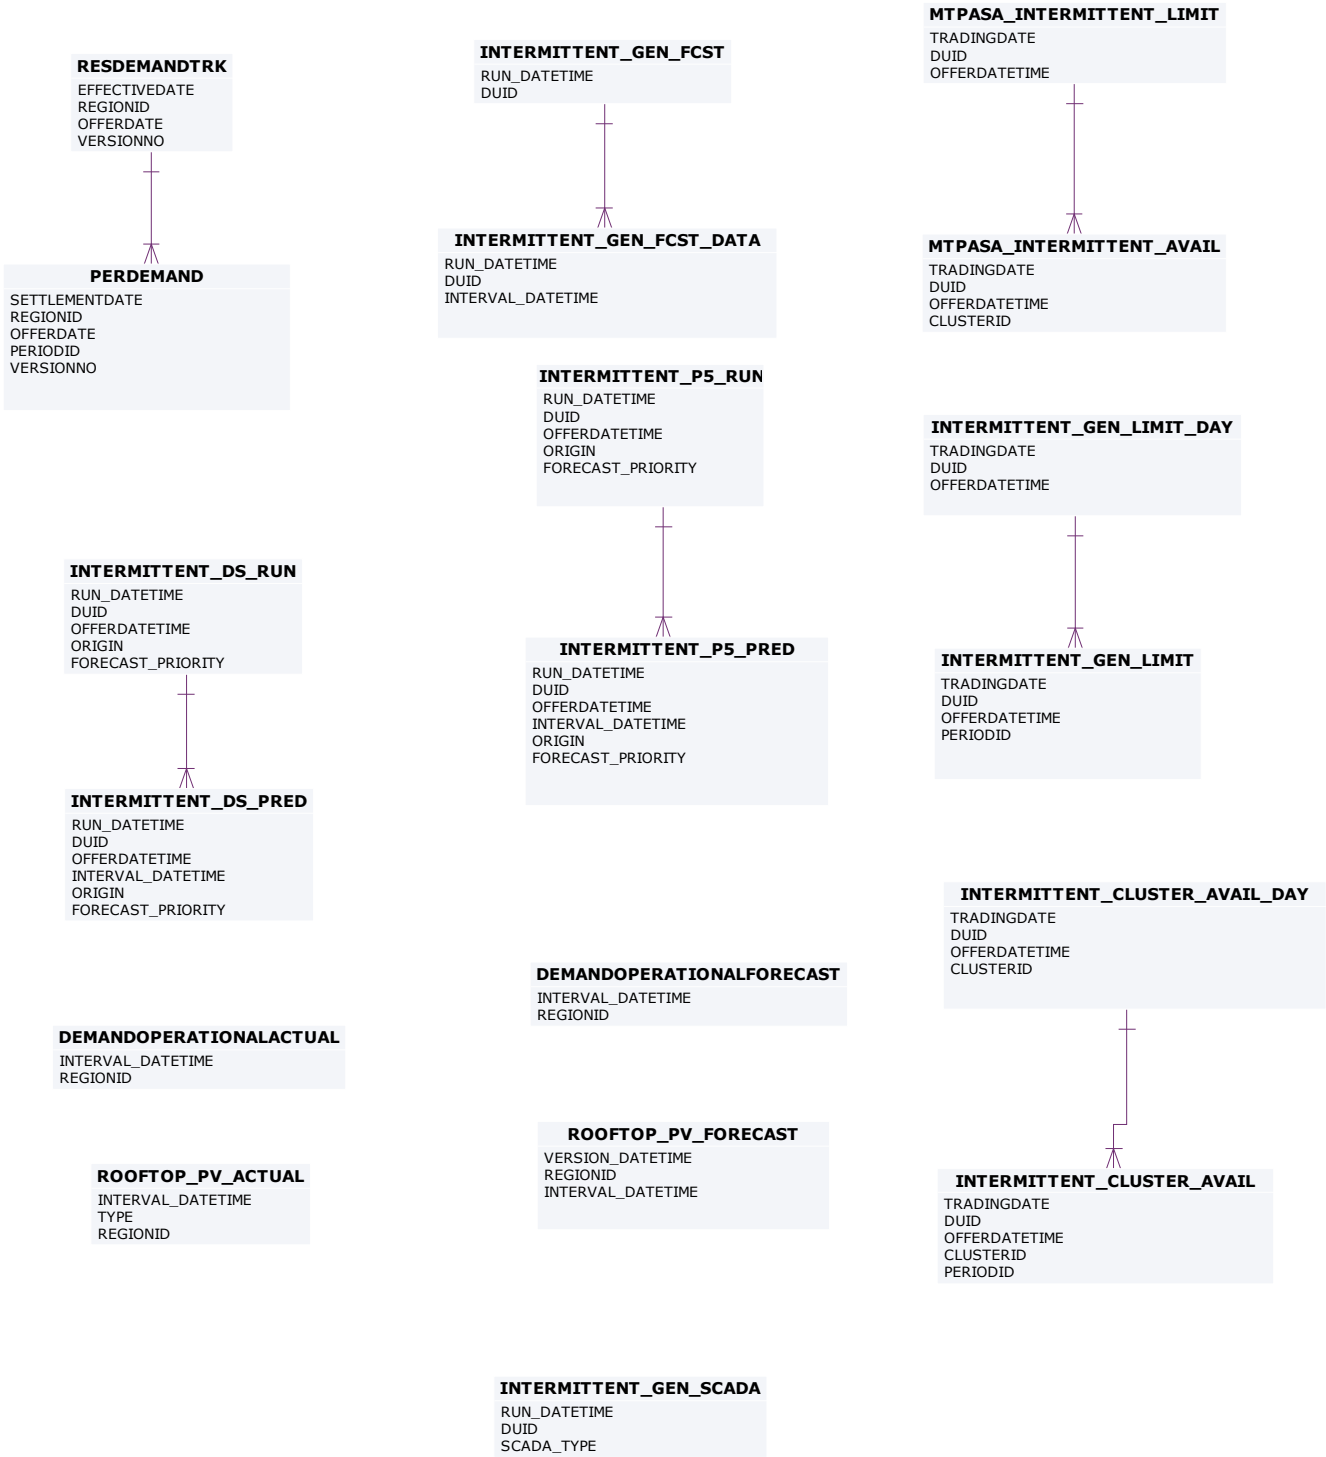 MTPASA_INTERMITTENT_LIMIT
TRADINGDATE
DUID
OFFERDATETIME
INTERMITTENT_GEN_FCST
RUN_DATETIME
DUID
RESDEMANDTRK
EFFECTIVEDATE
REGIONID
OFFERDATE
VERSIONNO
INTERMITTENT_GEN_FCST_DATA
RUN_DATETIME
DUID
INTERVAL_DATETIME
MTPASA_INTERMITTENT_AVAIL
TRADINGDATE
DUID
OFFERDATETIME
CLUSTERID
PERDEMAND
SETTLEMENTDATE
REGIONID
OFFERDATE
PERIODID
VERSIONNO
INTERMITTENT_P5_RUN
RUN_DATETIME
DUID
OFFERDATETIME
ORIGIN
FORECAST_PRIORITY
INTERMITTENT_GEN_LIMIT_DAY
TRADINGDATE
DUID
OFFERDATETIME
INTERMITTENT_DS_RUN
RUN_DATETIME
DUID
OFFERDATETIME
ORIGIN
FORECAST_PRIORITY
INTERMITTENT_P5_PRED
RUN_DATETIME
DUID
OFFERDATETIME
INTERVAL_DATETIME
ORIGIN
FORECAST_PRIORITY
INTERMITTENT_GEN_LIMIT
TRADINGDATE
DUID
OFFERDATETIME
PERIODID
INTERMITTENT_DS_PRED
RUN_DATETIME
DUID
OFFERDATETIME
INTERVAL_DATETIME
ORIGIN
FORECAST_PRIORITY
INTERMITTENT_CLUSTER_AVAIL_DAY
TRADINGDATE
DUID
OFFERDATETIME
CLUSTERID
DEMANDOPERATIONALFORECAST
INTERVAL_DATETIME
REGIONID
DEMANDOPERATIONALACTUAL
INTERVAL_DATETIME
REGIONID
ROOFTOP_PV_FORECAST
VERSION_DATETIME
REGIONID
INTERVAL_DATETIME
ROOFTOP_PV_ACTUAL
INTERVAL_DATETIME
TYPE
REGIONID
INTERMITTENT_CLUSTER_AVAIL
TRADINGDATE
DUID
OFFERDATETIME
CLUSTERID
PERIODID
INTERMITTENT_GEN_SCADA
RUN_DATETIME
DUID
SCADA_TYPE